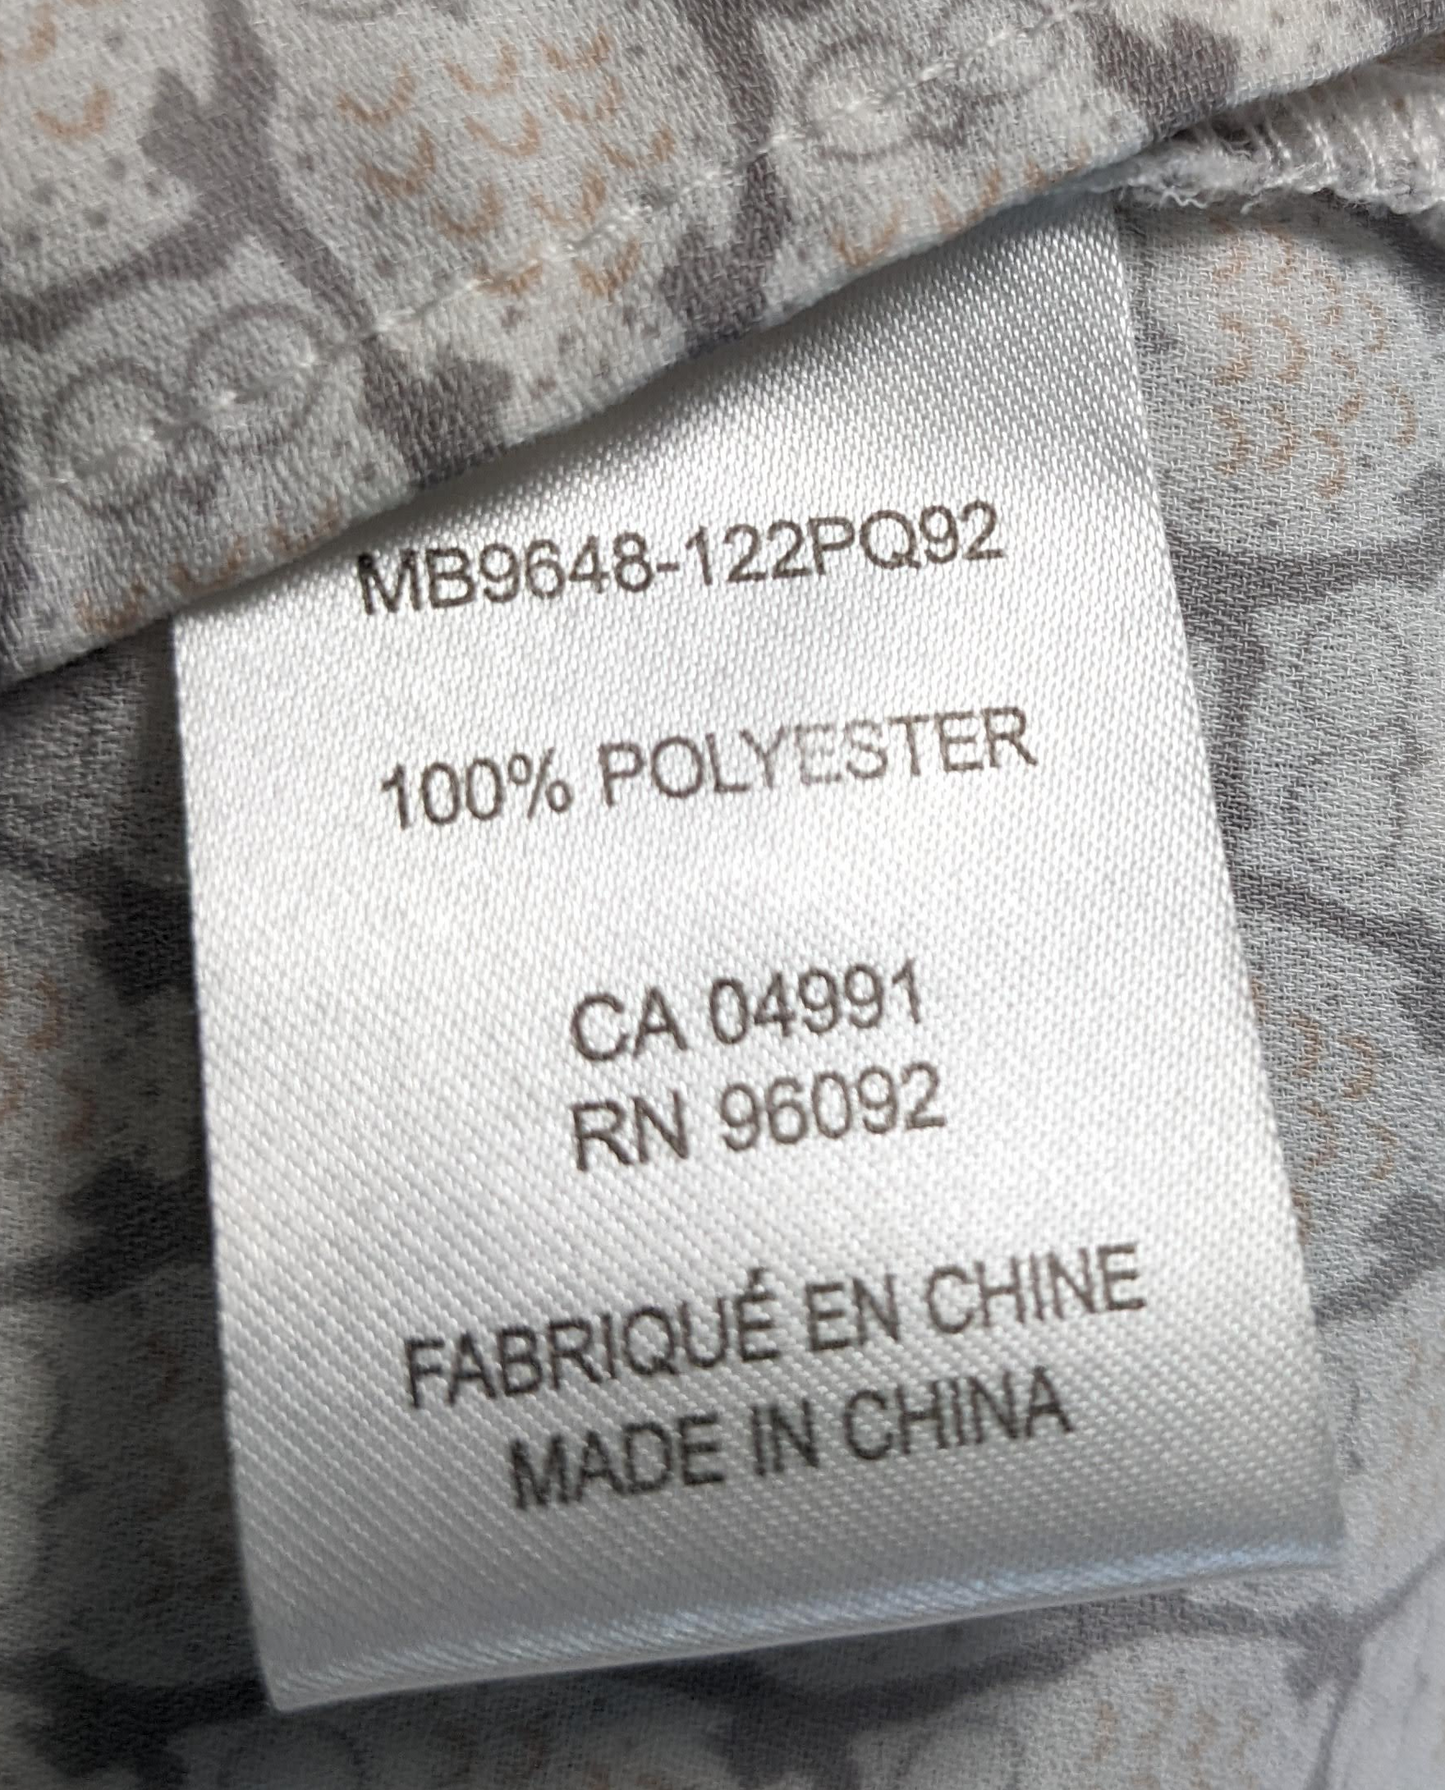 MB9648-122PQ92
100% POLYESTER
CA 04991
RN 96092
FABRIQUÉ EN CHINE
MADE IN CHINA